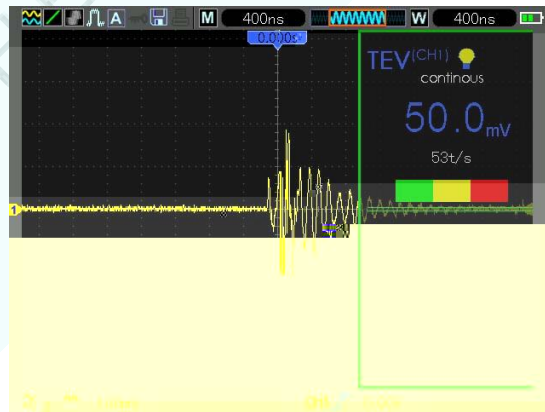 A M 400ns W 400ns
0.000s
TEV(CH1)
continous
50.0mV
53t/s
1